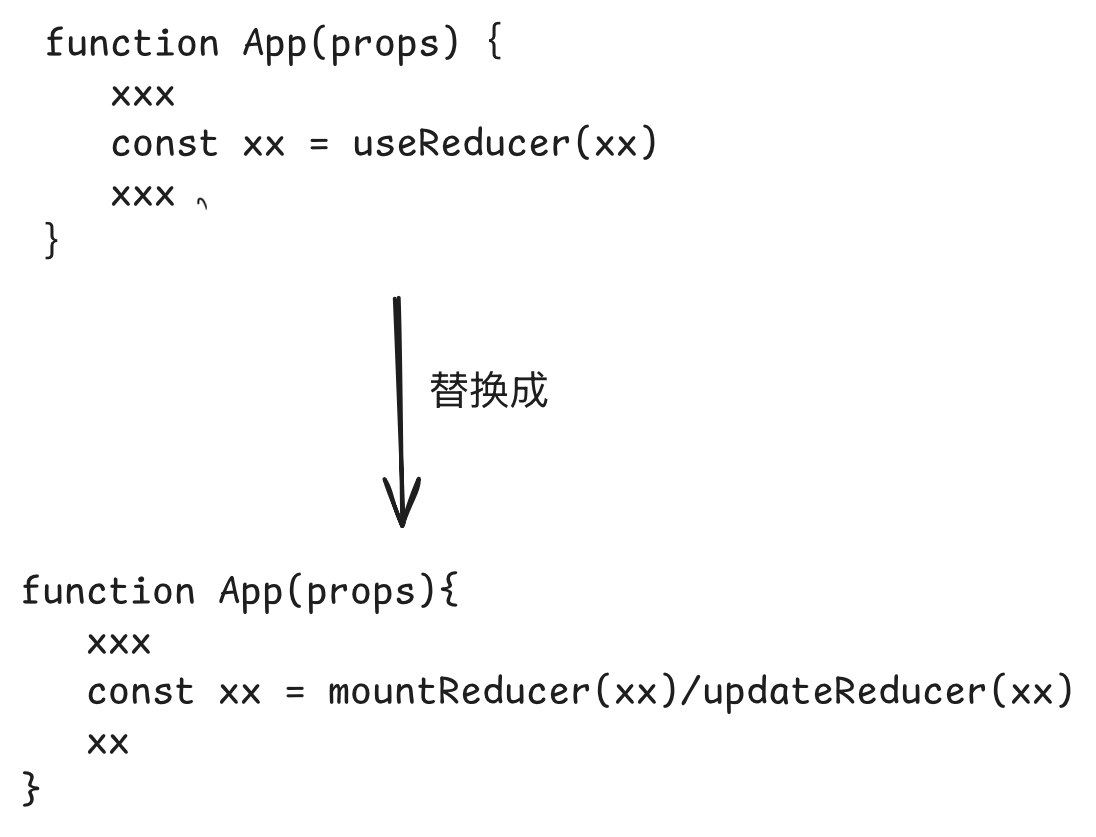 function App(props) {
xxx
const xx = useReducer(xx)
xxx
}
替换成
function App(props){
xxx
const xx = mountReducer(xx)/updateReducer(xx)
xx
}